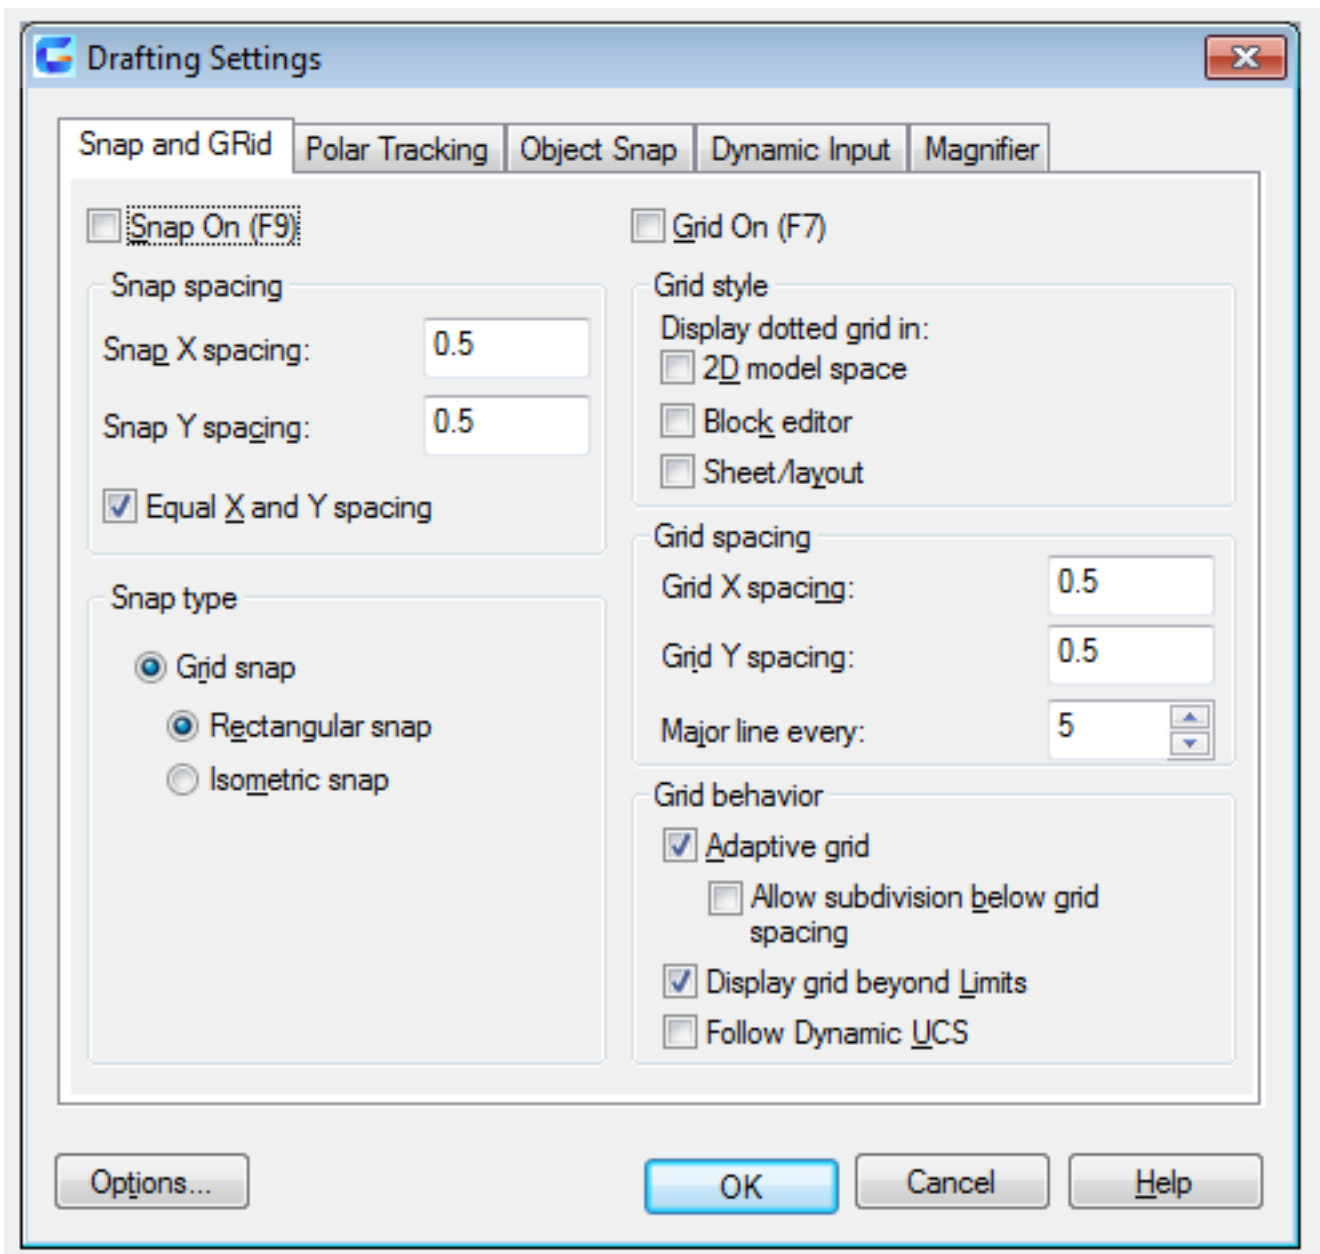 Drafting Settings
Snap and GRid Polar Tracking Object Snap Dynamic Input Magnifier
Snap On (F9)
Snap spacing
Snap X spacing: 0.5
Snap Y spacing: 0.5
Equal X and Y spacing
Snap type
Grid snap
Rectangular snap
Isometric snap
Grid On (F7)
Grid style
Display dotted grid in:
2D model space
Block editor
Sheet/layout
Grid spacing
Grid X spacing: 0.5
Grid Y spacing: 0.5
Major line every: 5
Grid behavior
Adaptive grid
Allow subdivision below grid
spacing
Display grid beyond Limits
Follow Dynamic UCS
Options... OK Cancel Help